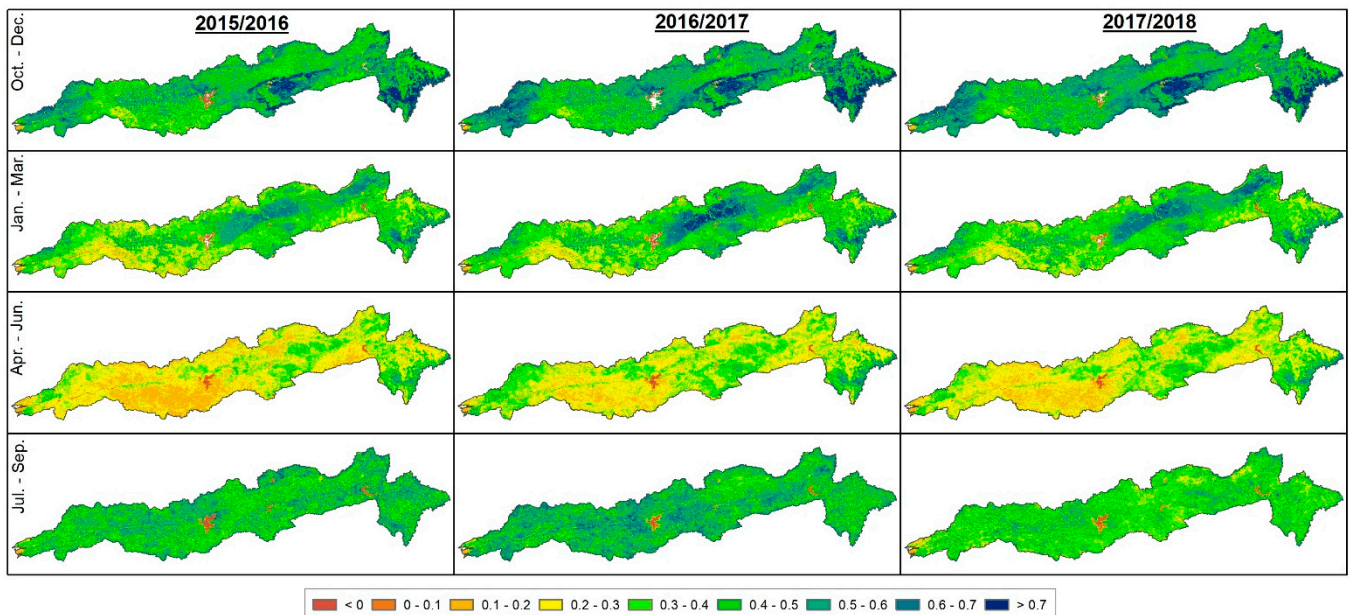 2015/2016
2016/2017
2017/2018
Oct. - Dec.
Jan. - Mar.
Apr. - Jun.
Jul. - Sep.
< 0
0 - 0.1
0.1 - 0.2
0.2 - 0.3
0.3 - 0.4
0.4 - 0.5
0.5 - 0.6
0.6 - 0.7
> 0.7